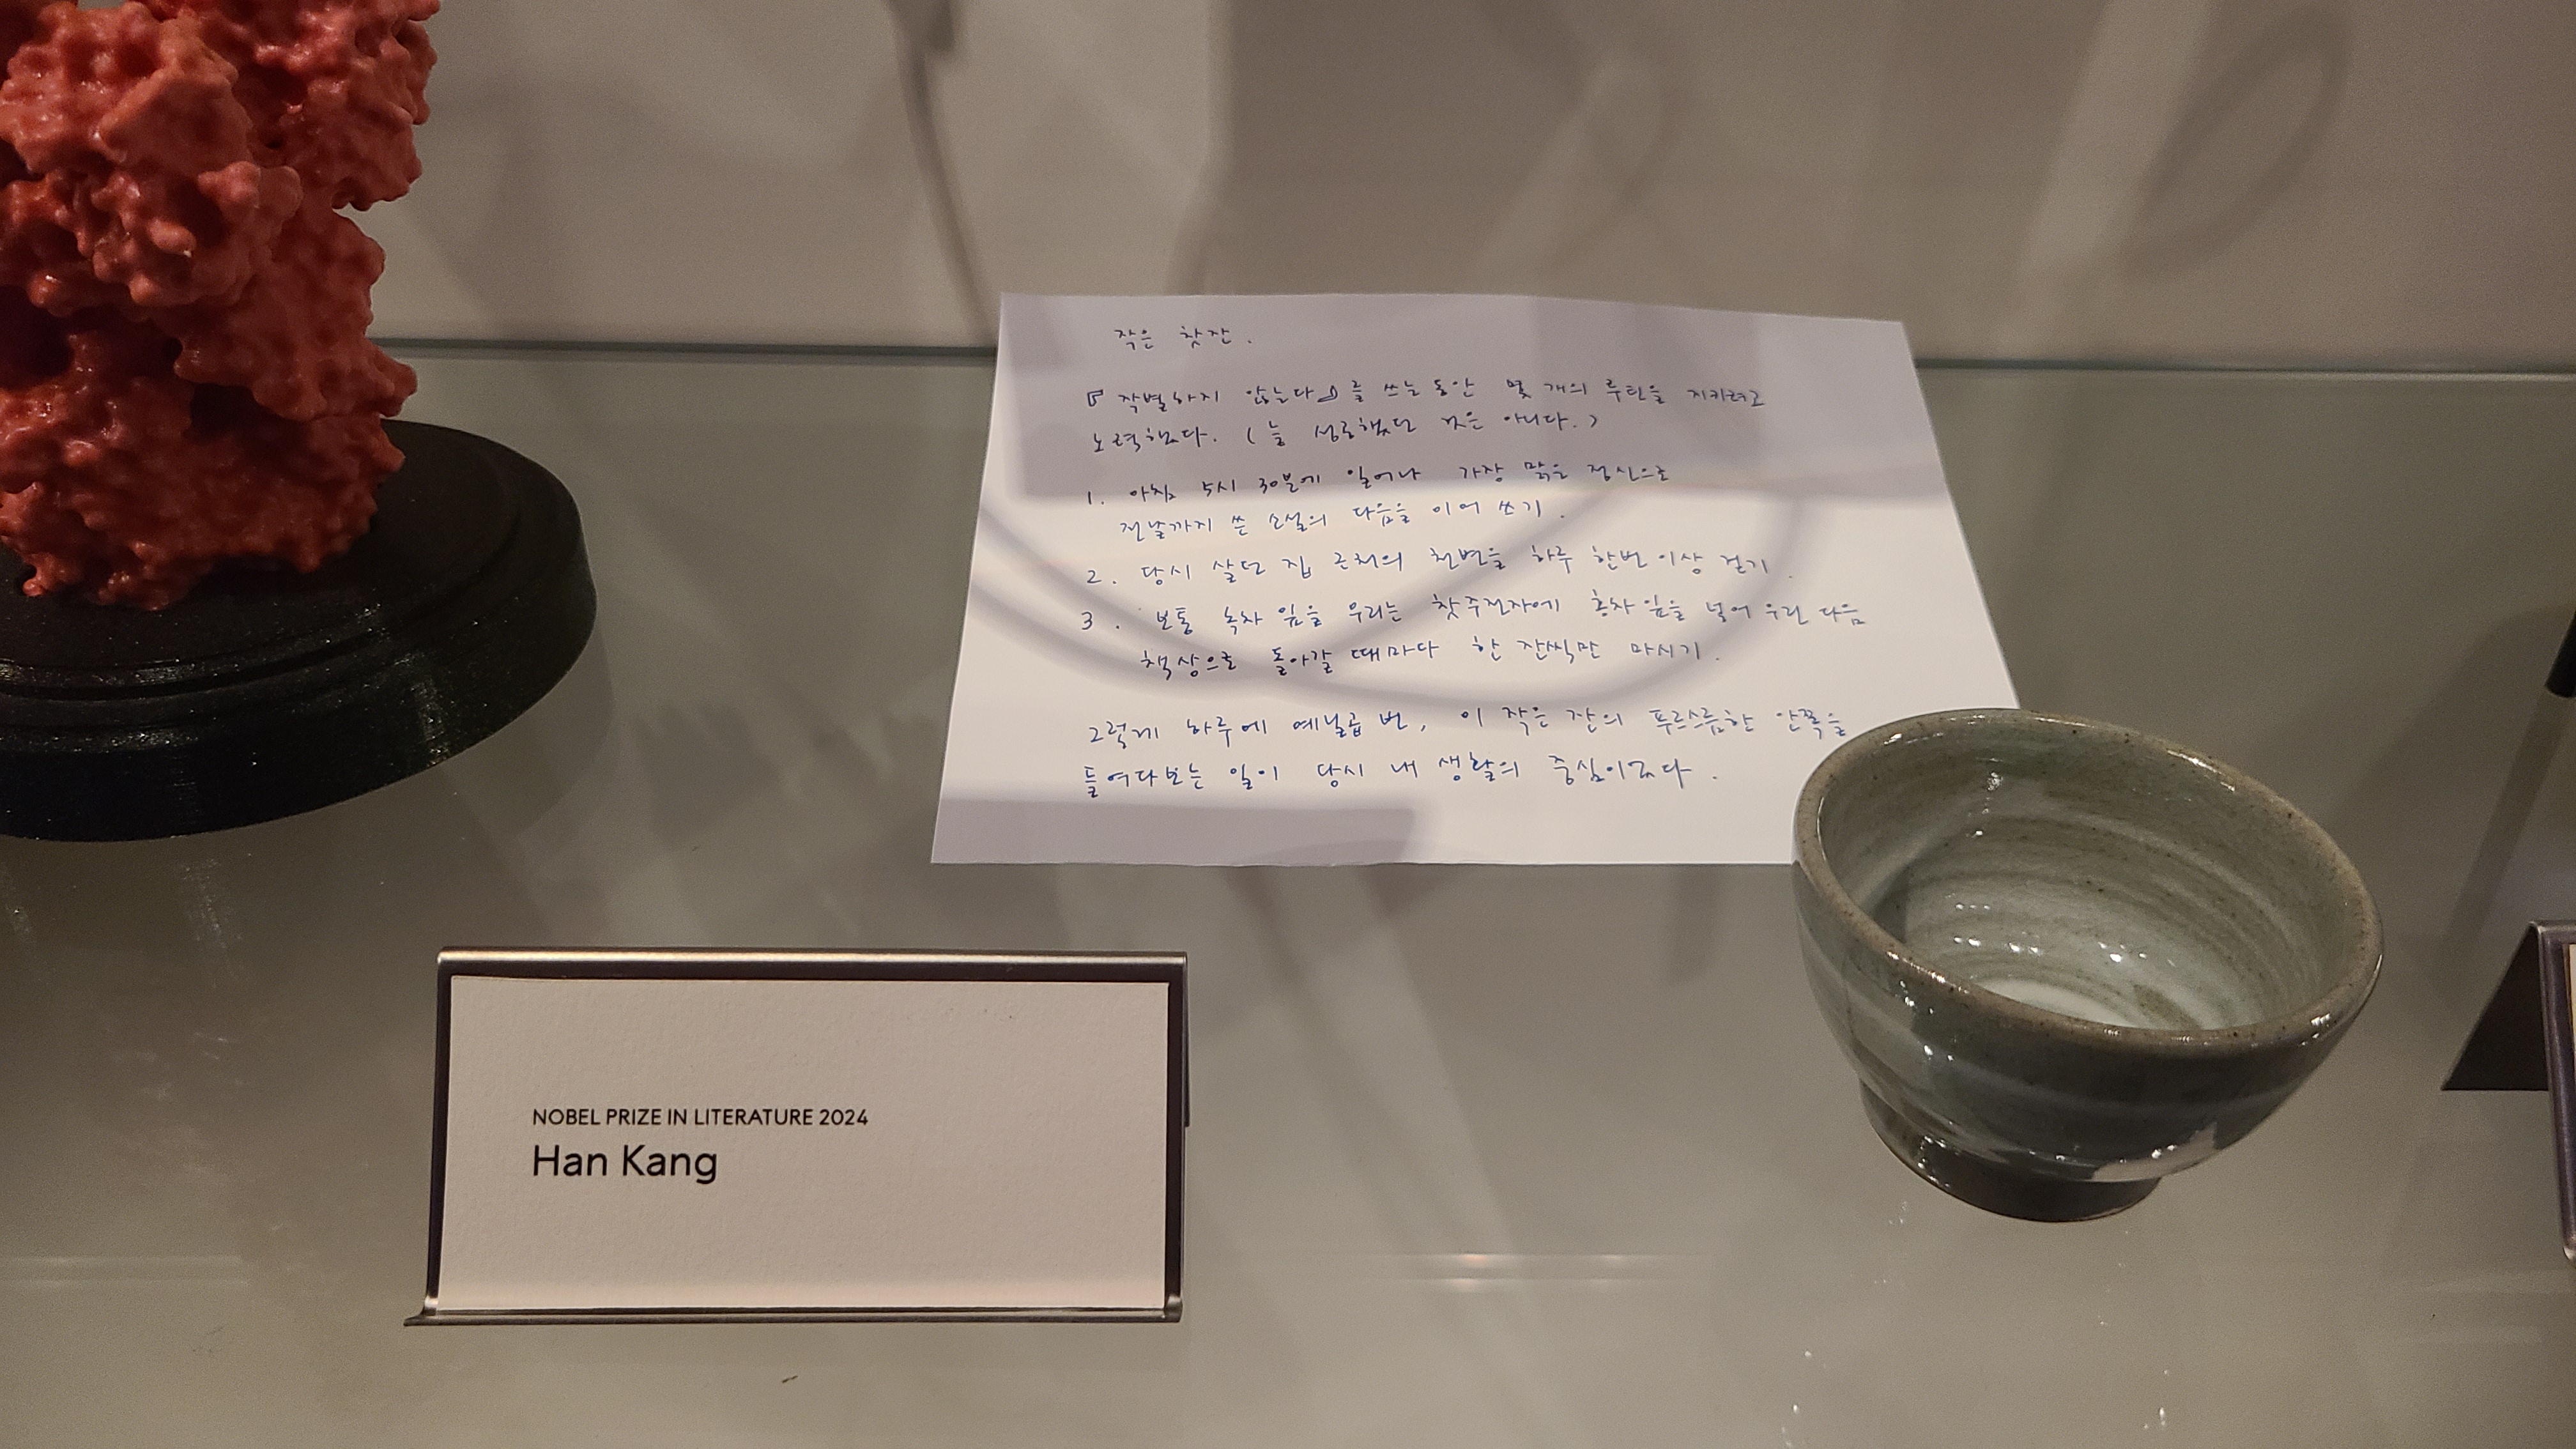 작은 찻잔.
『작별하지 않는다』를 쓰는 동안 몇 개의 루틴을 지키려고
노력했다. (늘 성공했던 것은 아니다.)
1. 아침 5시 30분에 일어나 가장 맑은 정신으로
전날까지 쓴 소설의 다음을 이어 쓰기.
2. 당시 살던 집 근처의 천변을 하루 한번 이상 걷기.
3. 보통 녹차 잎을 우리는 찻주전자에 홍차 잎을 넣어 우린 다음
책상으로 돌아갈 때마다 한 잔씩만 마시기.
그렇게 하루에 예닐곱 번, 이 작은 잔의 푸르스름한 안쪽을
들여다보는 일이 당시 내 생활의 중심이었다.
NOBEL PRIZE IN LITERATURE 2024
Han Kang